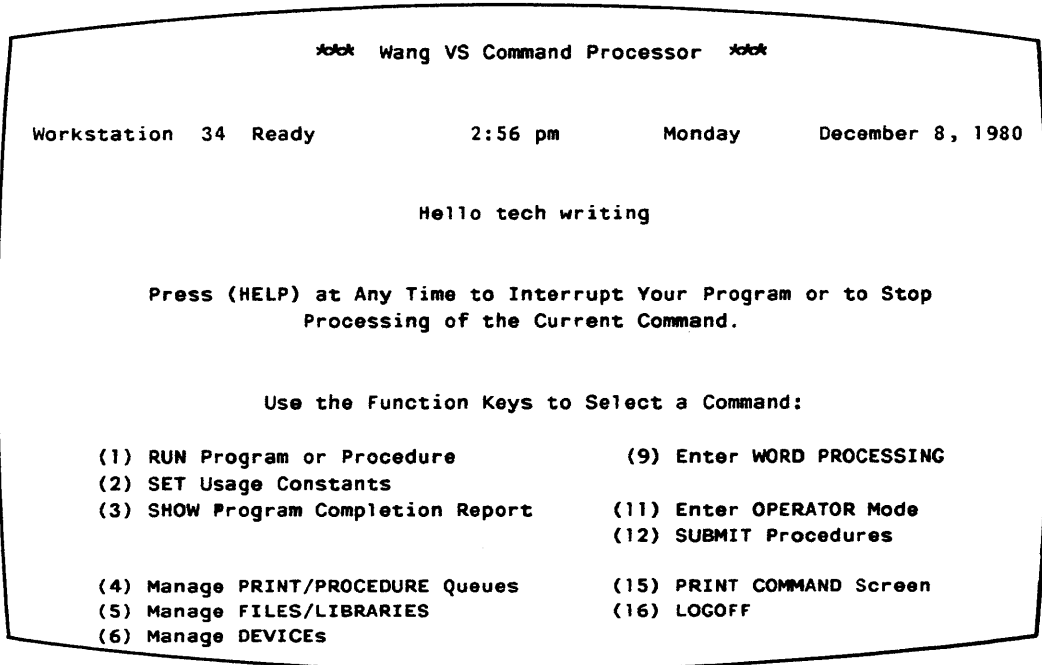 *** Wang VS Command Processor ***
Workstation 34 Ready 2:56 pm Monday December 8, 1980
Hello tech writing
Press (HELP) at Any Time to Interrupt Your Program or to Stop
Processing of the Current Command.
Use the Function Keys to Select a Command:
(1) RUN Program or Procedure (9) Enter WORD PROCESSING
(2) SET Usage Constants
(3) SHOW Program Completion Report (11) Enter OPERATOR Mode
(12) SUBMIT Procedures
(4) Manage PRINT/PROCEDURE Queues (15) PRINT COMMAND Screen
(5) Manage FILES/LIBRARIES (16) LOGOFF
(6) Manage DEVICEs